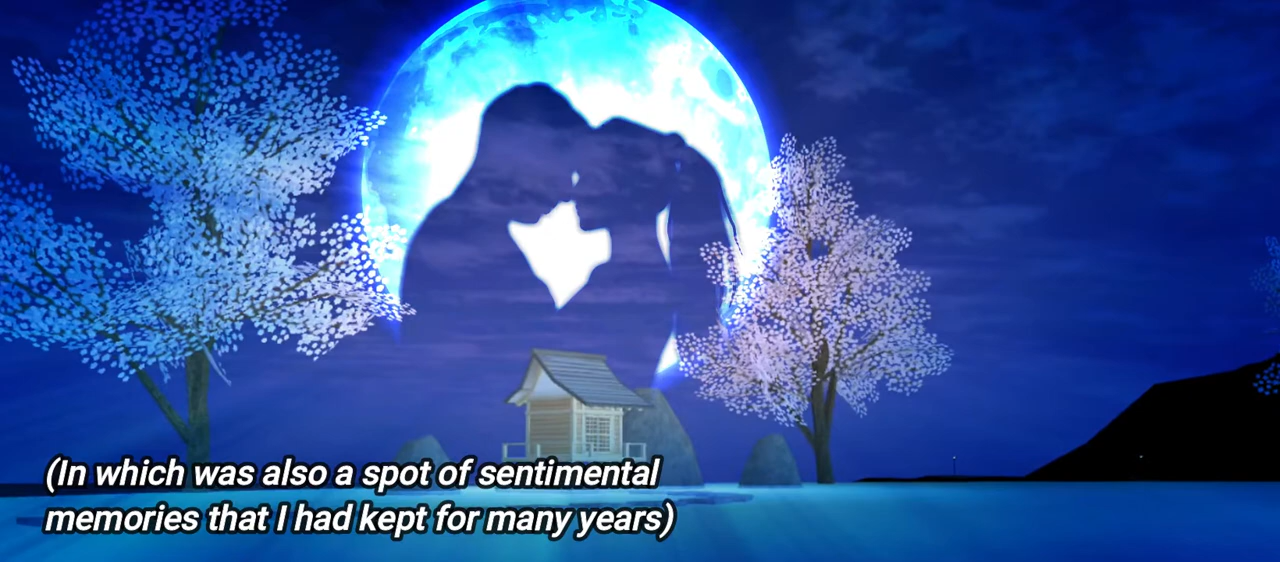 (In which was also a spot of sentimental
memories that I had kept for many years)